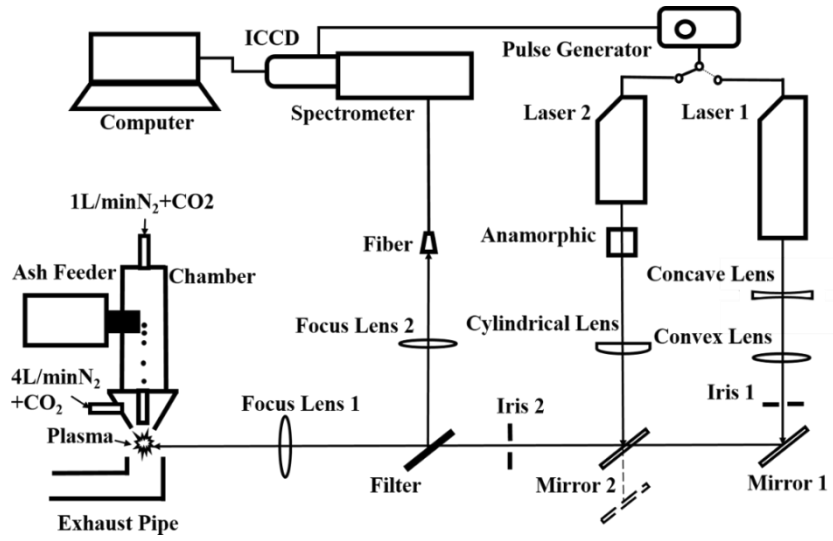 ICCD
Pulse Generator
Computer
Spectrometer
Laser 2
Laser 1
1L/minN₂+CO2
Fiber
Anamorphic
Ash Feeder
Chamber
Concave Lens
Focus Lens 2
Cylindrical Lens
Convex Lens
4L/minN₂
+CO₂
Focus Lens 1
Iris 2
Iris 1
Plasma
Filter
Mirror 2
Mirror 1
Exhaust Pipe